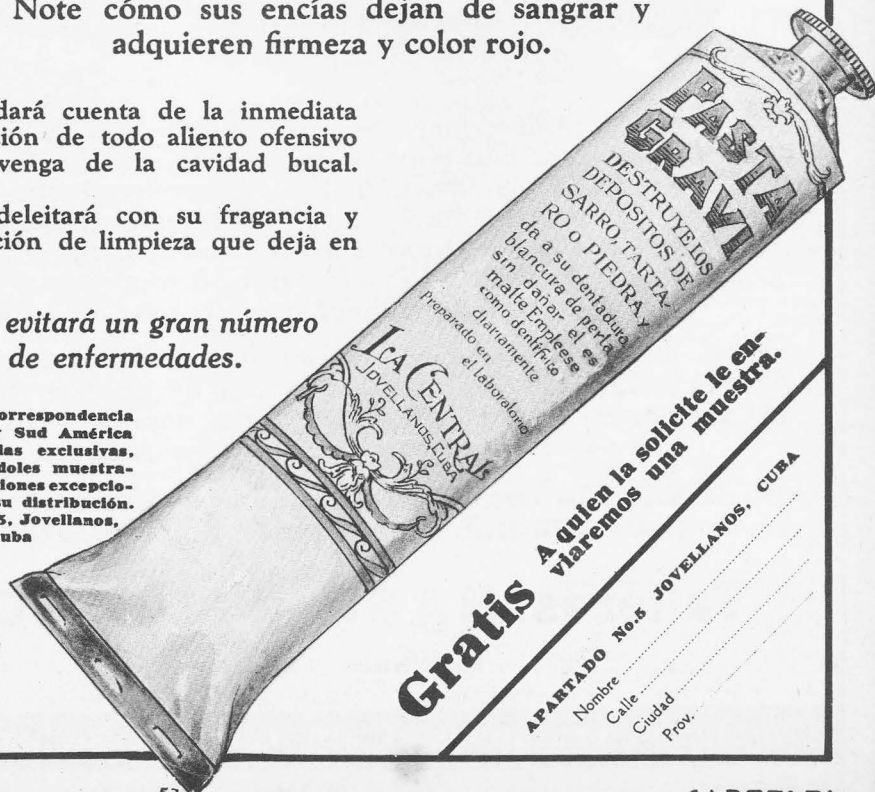 Note cómo sus encías dejan de sangrar y
adquieren firmeza y color rojo.
dará cuenta de la inmediata
ción de todo aliento ofensivo
venga de la cavidad bucal.
deleitará con su fragancia y
ción de limpieza que deja en
evitará un gran número
de enfermedades.
orrespondencia
Sud América
las exclusivas,
doles muestra-
iones excepcio-
su distribución.
5, Jovellanos,
uba
PASTA
GRAVI
DESTRUYE LOS
DEPOSITOS DE
SARRO, TARTA-
RO O PIEDRA, y
da a su dentadura
blancura de perla
sin dañar el es
malte Empleese
como dentífrico
diariamente
Preparado en
el laboratorio
LA CENTRAL
JOVELLANOS, CUBA
Gratis
A quien la solicite le en-
viaremos una muestra.
APARTADO No. 5 JOVELLANOS, CUBA
Nombre
Calle
Ciudad
Prov.